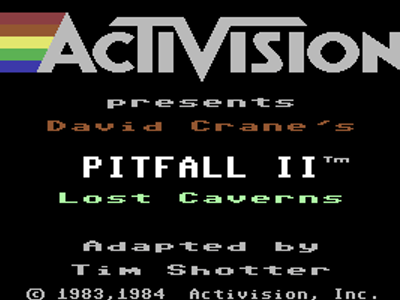 ACTIVISION
presents
David Crane's
PITFALL II™
Lost Caverns
Adapted by
Tim Shotter
© 1983,1984 Activision, Inc.